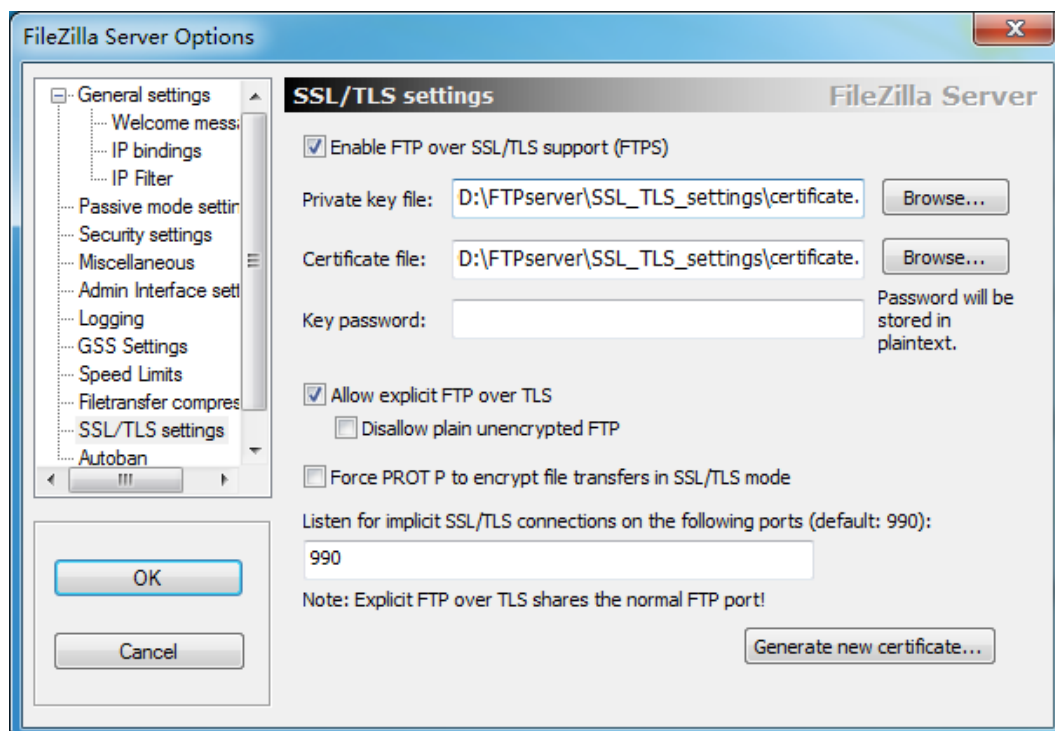 FileZilla Server Options
General settings
Welcome messa
IP bindings
IP Filter
Passive mode settin
Security settings
Miscellaneous
Admin Interface sett
Logging
GSS Settings
Speed Limits
Filetransfer compres
SSL/TLS settings
Autoban
OK
Cancel
SSL/TLS settings
FileZilla Server
Enable FTP over SSL/TLS support (FTPS)
Private key file:
D:\FTPserver\SSL_TLS_settings\certificate.
Browse...
Certificate file:
D:\FTPserver\SSL_TLS_settings\certificate.
Browse...
Key password:
Password will be
stored in
plaintext.
Allow explicit FTP over TLS
Disallow plain unencrypted FTP
Force PROT P to encrypt file transfers in SSL/TLS mode
Listen for implicit SSL/TLS connections on the following ports (default: 990):
990
Note: Explicit FTP over TLS shares the normal FTP port!
Generate new certificate...